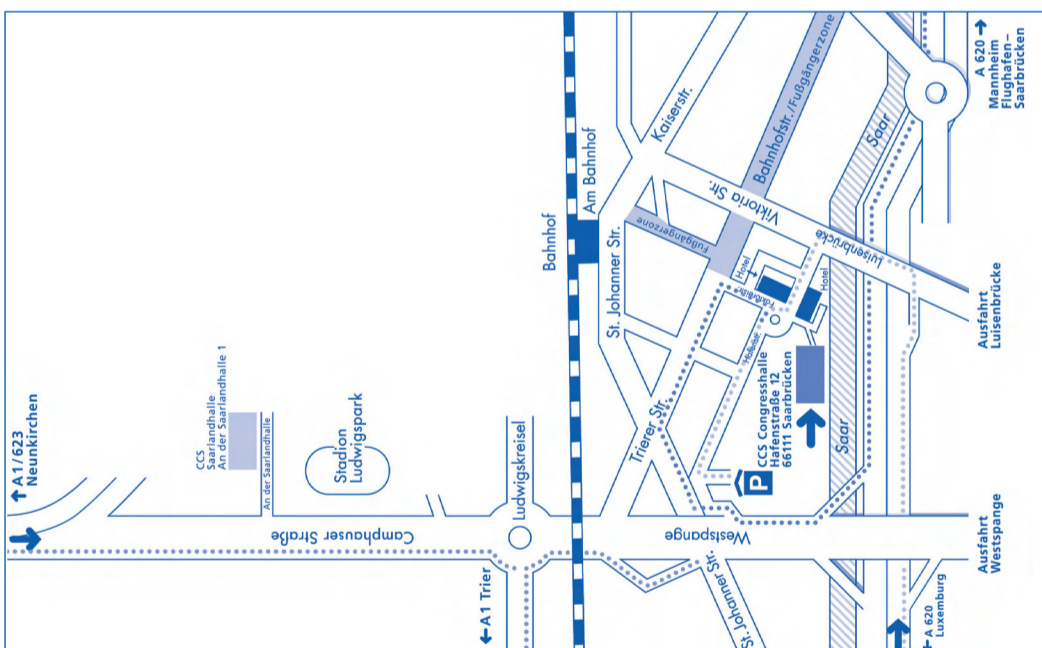 A1/623
Neunkirchen
CCS
Saarlandhalle
An der Saarlandhalle 1
An der Saarlandhalle
Stadion
Ludwigspark
Camphauser Straße
Ludwigskreisel
A1 Trier
Bahnhof
Am Bahnhof
St. Johanner Str.
Kaiserstr.
Fußgängerzone
Viktoria Str.
Bahnhofstr./Fußgängerzone
Trierer Str.
Hafenstr.
Faktoreistr.
Hotel
Hotel
P
CCS Congresshalle
Hafenstraße 12
66111 Saarbrücken
Westspange
St. Johanner Str.
Luisenbrücke
Saar
Saar
A 620
Mannheim
Flughafen–
Saarbrücken
Ausfahrt
Luisenbrücke
Ausfahrt
Westspange
A 620
Luxemburg